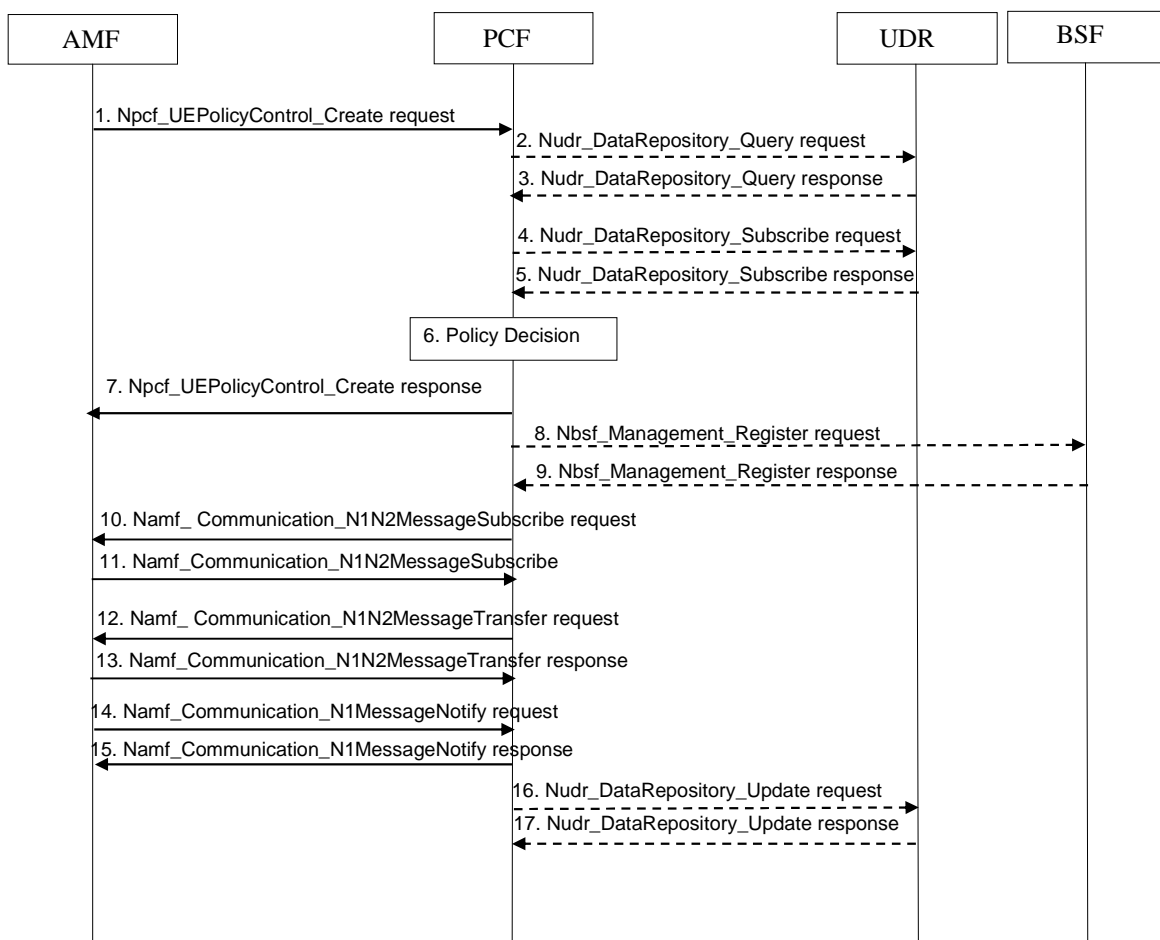 AMF
PCF
UDR
BSF
1. Npcf_UEPolicyControl_Create request
2. Nudr_DataRepository_Query request
3. Nudr_DataRepository_Query response
4. Nudr_DataRepository_Subscribe request
5. Nudr_DataRepository_Subscribe response
6. Policy Decision
7. Npcf_UEPolicyControl_Create response
8. Nbsf_Management_Register request
9. Nbsf_Management_Register response
10. Namf_ Communication_N1N2MessageSubscribe request
11. Namf_Communication_N1N2MessageSubscribe
12. Namf_ Communication_N1N2MessageTransfer request
13. Namf_Communication_N1N2MessageTransfer response
14. Namf_Communication_N1MessageNotify request
15. Namf_Communication_N1MessageNotify response
16. Nudr_DataRepository_Update request
17. Nudr_DataRepository_Update response